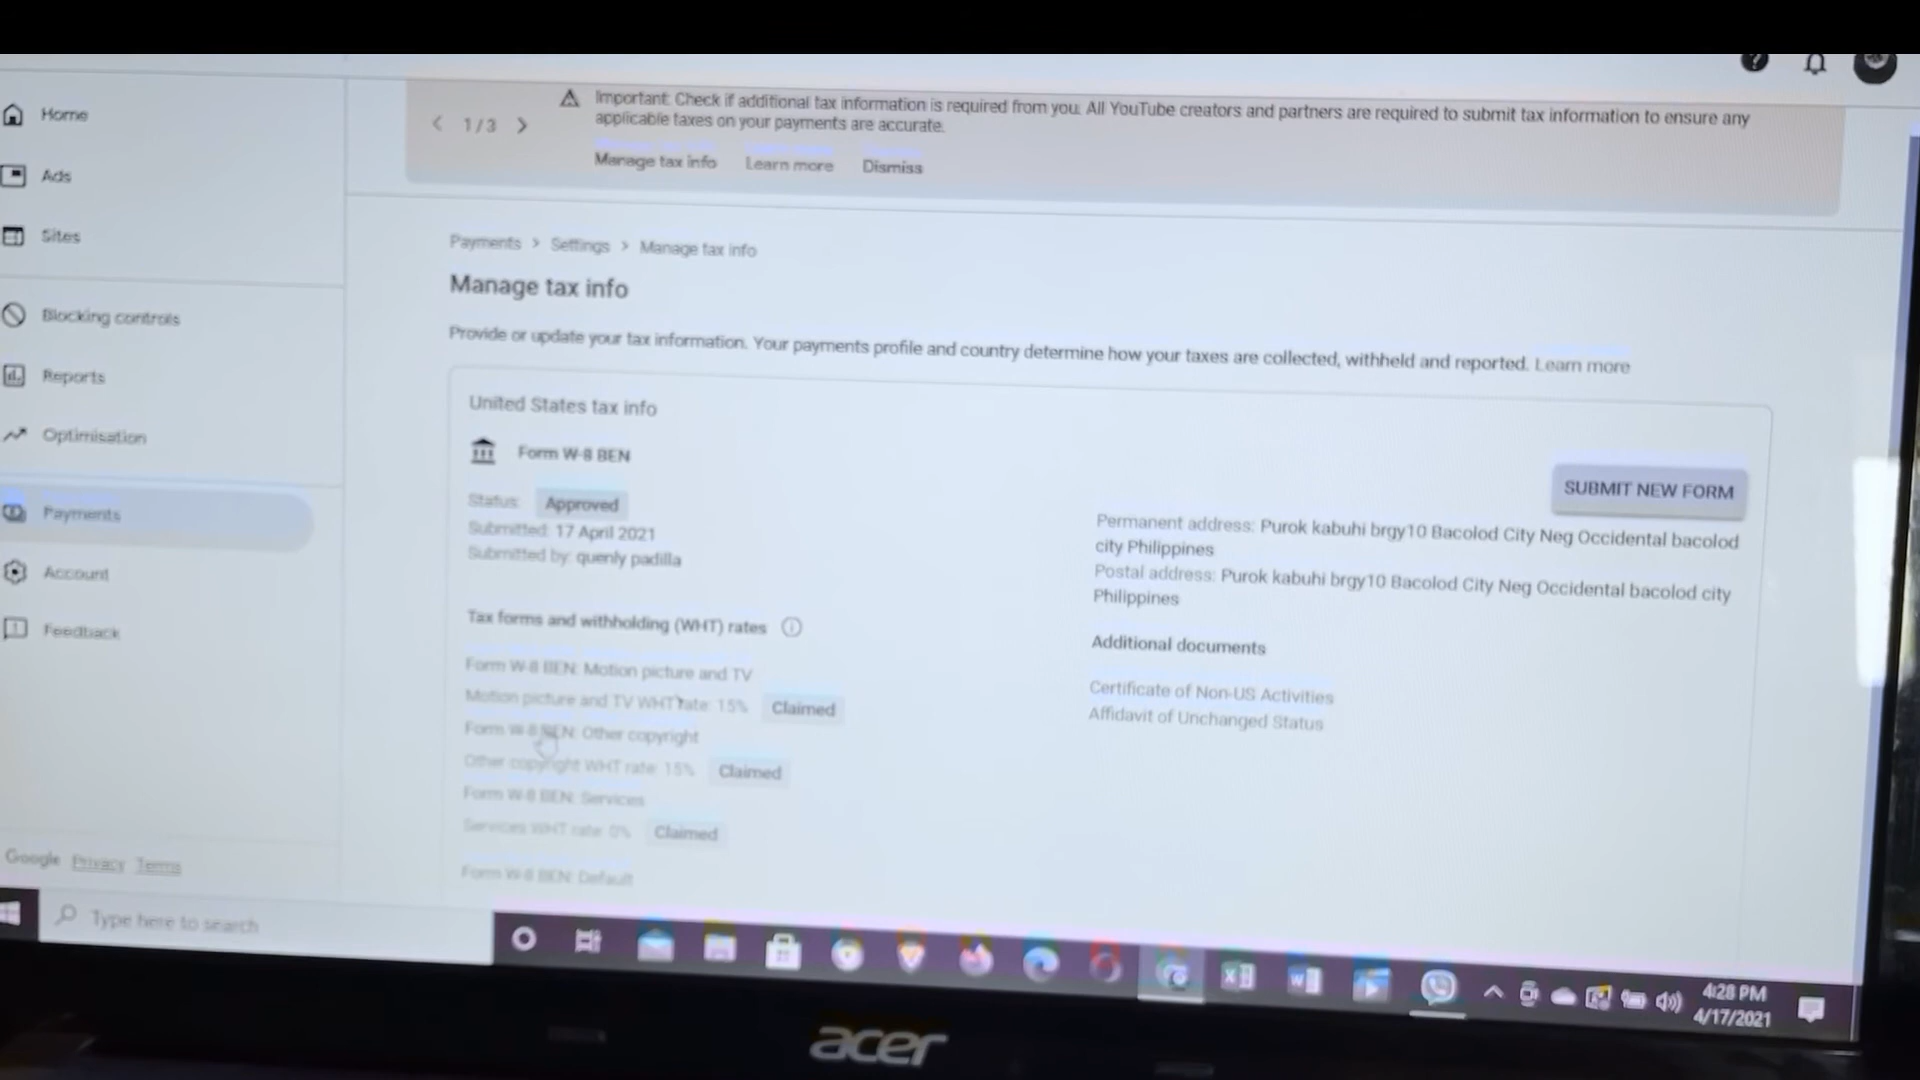 Home
Ads
Sites
Blocking controls
Reports
Optimisation
Payments
Account
Feedback
Google Privacy Terms
1/3
Important: Check if additional tax information is required from you. All YouTube creators and partners are required to submit tax information to ensure any
applicable taxes on your payments are accurate.
Manage tax info Learn more Dismiss
Payments > Settings > Manage tax info
Manage tax info
Provide or update your tax information. Your payments profile and country determine how your taxes are collected, withheld and reported. Learn more
United States tax info
Form W-8 BEN
SUBMIT NEW FORM
Status: Approved
Submitted: 17 April 2021
Submitted by: quenly padilla
Permanent address: Purok kabuhi brgy10 Bacolod City Neg Occidental bacolod
city Philippines
Postal address: Purok kabuhi brgy10 Bacolod City Neg Occidental bacolod city
Philippines
Tax forms and withholding (WHT) rates
Form W-8 BEN: Motion picture and TV
Motion picture and TV WHT rate: 15% Claimed
Form W-8 BEN: Other copyright
Other copyright WHT rate: 15% Claimed
Form W-8 BEN: Services
Services WHT rate: 0% Claimed
Form W-8 BEN: Default
Additional documents
Certificate of Non-US Activities
Affidavit of Unchanged Status
Type here to search
4:28 PM
4/17/2021
acer